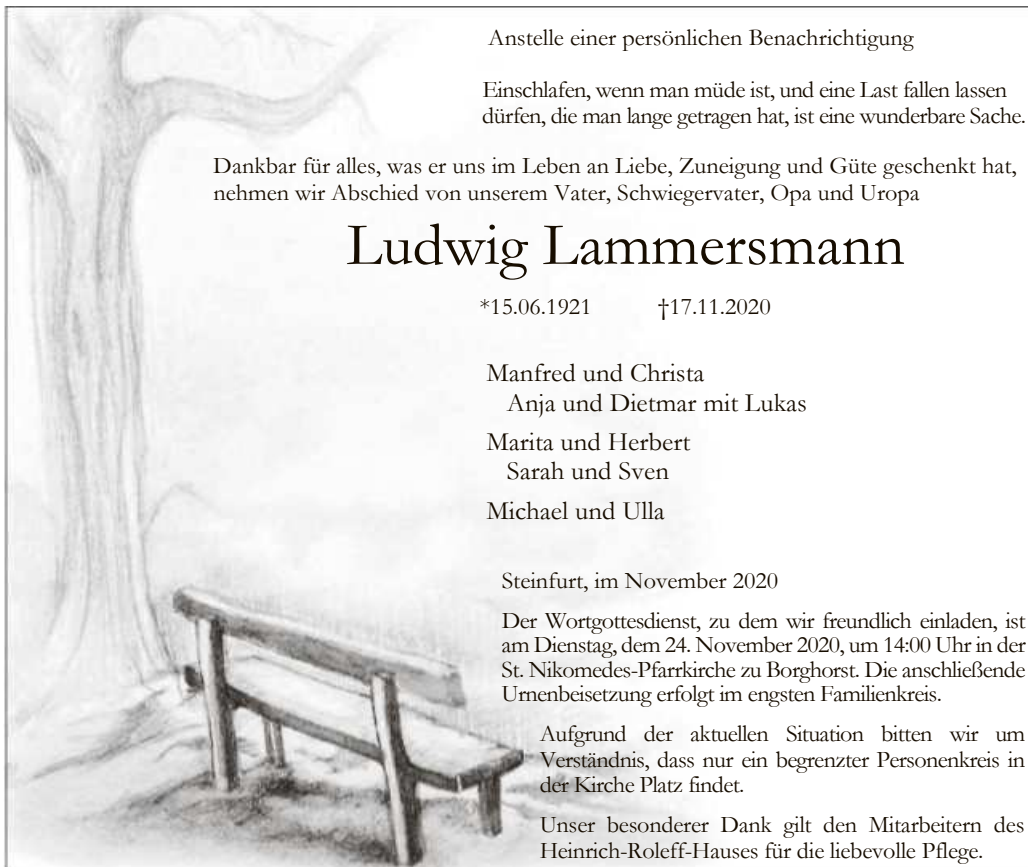 Anstelle einer persönlichen Benachrichtigung
Einschlafen, wenn man müde ist, und eine Last fallen lassen
dürfen, die man lange getragen hat, ist eine wunderbare Sache.
Dankbar für alles, was er uns im Leben an Liebe, Zuneigung und Güte geschenkt hat,
nehmen wir Abschied von unserem Vater, Schwiegervater, Opa und Uropa
Ludwig Lammersmann
*15.06.1921 †17.11.2020
Manfred und Christa
Anja und Dietmar mit Lukas
Marita und Herbert
Sarah und Sven
Michael und Ulla
Steinfurt, im November 2020
Der Wortgottesdienst, zu dem wir freundlich einladen, ist
am Dienstag, dem 24. November 2020, um 14:00 Uhr in der
St. Nikomedes-Pfarrkirche zu Borghorst. Die anschließende
Urnenbeisetzung erfolgt im engsten Familienkreis.
Aufgrund der aktuellen Situation bitten wir um
Verständnis, dass nur ein begrenzter Personenkreis in
der Kirche Platz findet.
Unser besonderer Dank gilt den Mitarbeitern des
Heinrich-Roleff-Hauses für die liebevolle Pflege.